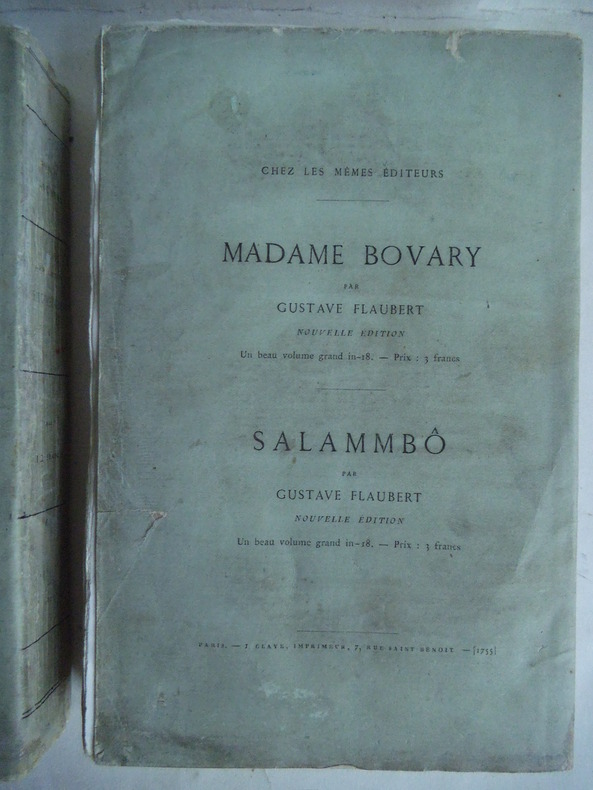 CHEZ LES MÊMES ÉDITEURS
MADAME BOVARY
PAR
GUSTAVE FLAUBERT
NOUVELLE ÉDITION
Un beau volume grand in-18. — Prix : 3 francs
SALAMMBÔ
PAR
GUSTAVE FLAUBERT
NOUVELLE ÉDITION
Un beau volume grand in-18. — Prix : 3 francs
PARIS. — J CLAYE, IMPRIMEUR, 7, RUE SAINT BENOIT — [1755]